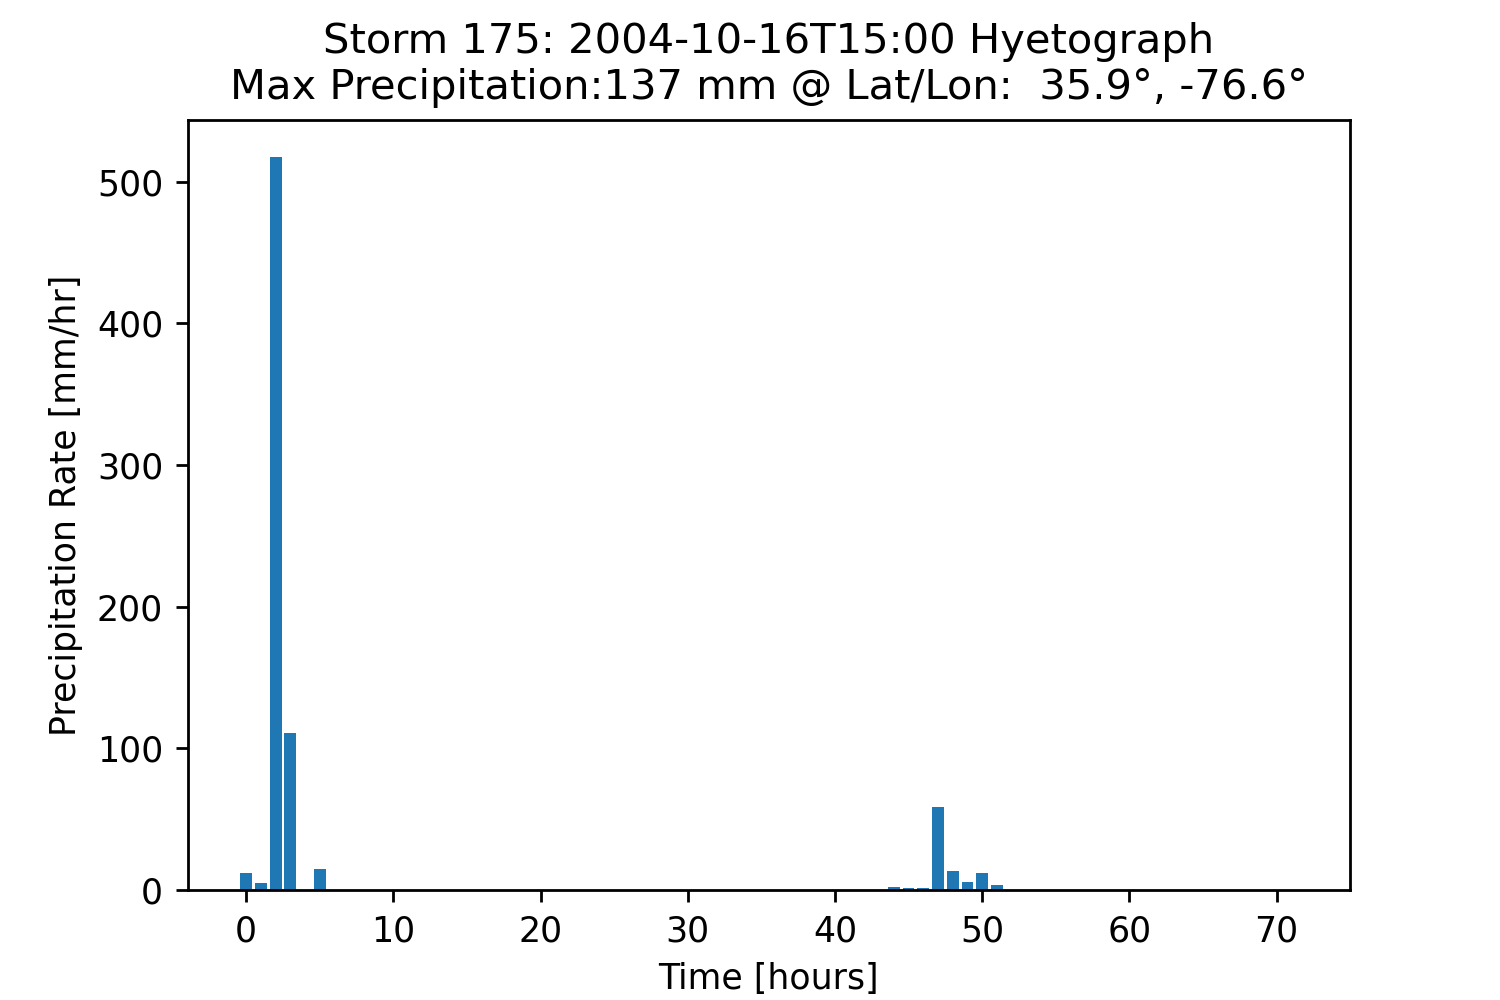 Storm 175: 2004-10-16T15:00 Hyetograph
Max Precipitation:137 mm @ Lat/Lon:  35.9°, -76.6°
500
400
300
200
100
0
Precipitation Rate [mm/hr]
0 10 20 30 40 50 60 70
Time [hours]